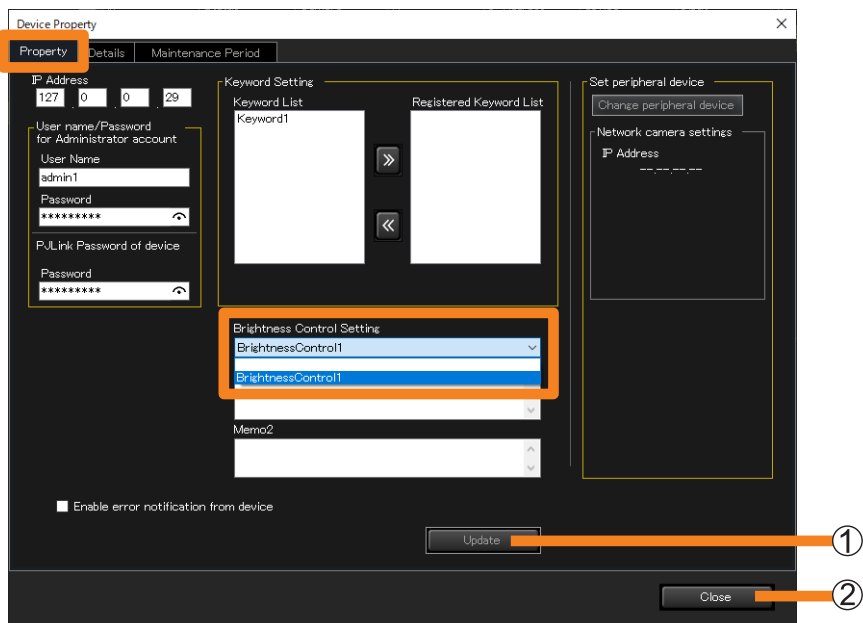 Device Property
Property Details Maintenance Period
IP Address
127 . 0 . 0 . 29
User name/Password
for Administrator account
User Name
admin1
Password
*********
PJLink Password of device
Password
*********
Keyword Setting
Keyword List
Registered Keyword List
Keyword1
Brightness Control Setting
BrightnessControl1
BrightnessControl1
Memo2
Set peripheral device
Change peripheral device
Network camera settings
IP Address
--.--.--.--
Enable error notification from device
Update
①
Close
②